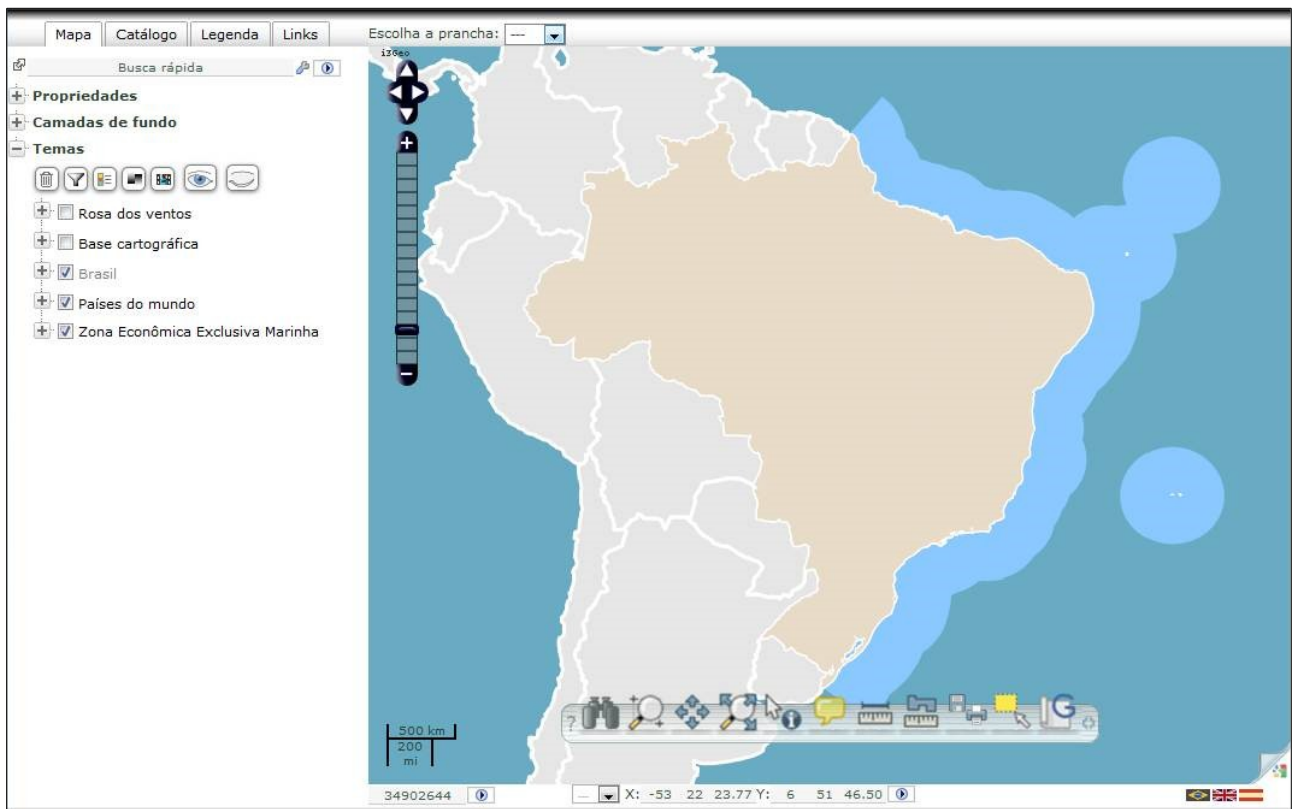 Mapa Catálogo Legenda Links Escolha a prancha: ---
i3Geo
Busca rápida
Propriedades
Camadas de fundo
Temas
Rosa dos ventos
Base cartográfica
Brasil
Países do mundo
Zona Econômica Exclusiva Marinha
500 km
200
mi
? G
34902644 --- X: -53 22 23.77 Y: 6 51 46.50